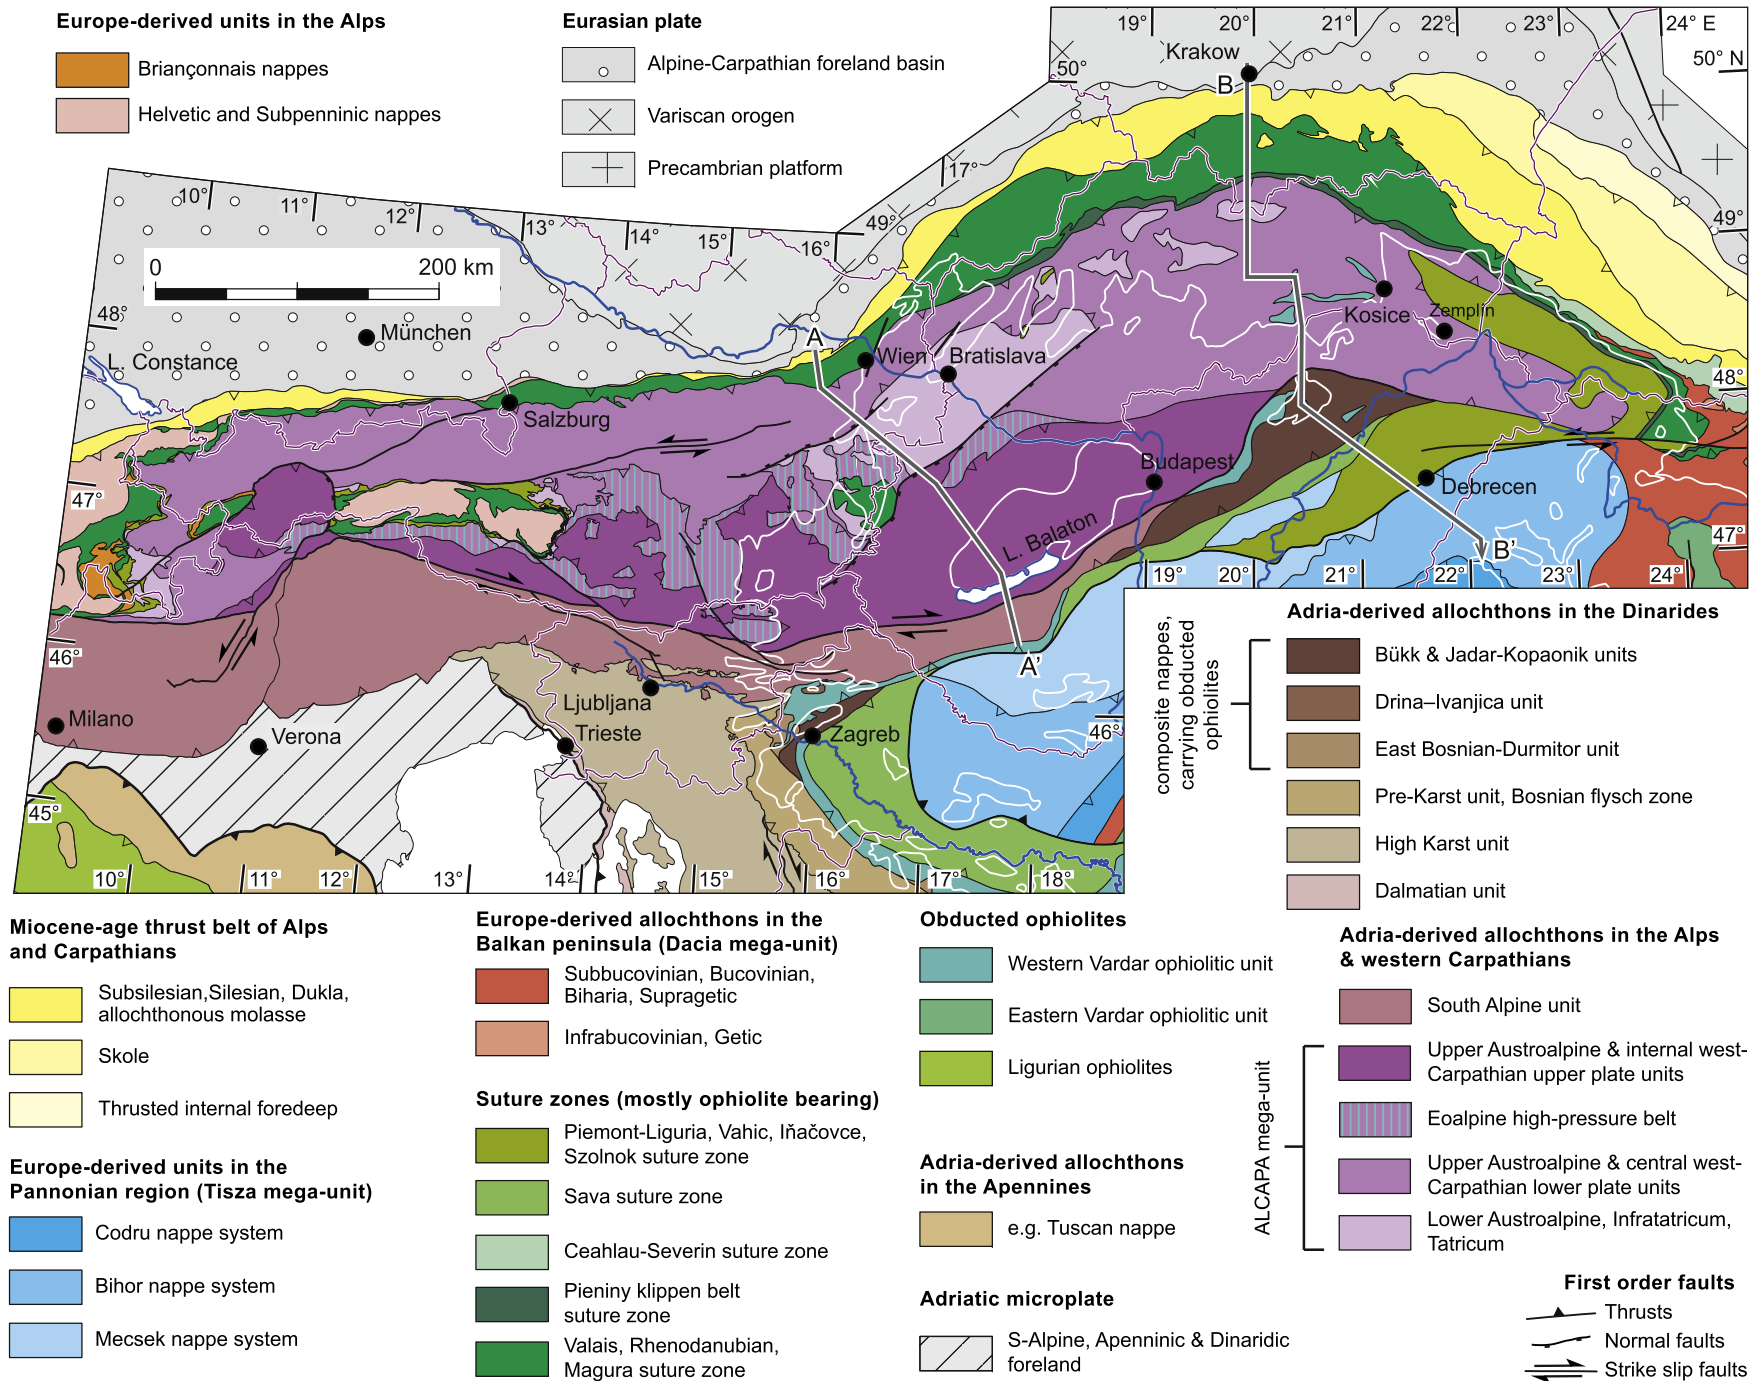 Europe-derived units in the Alps
Briançonnais nappes
Helvetic and Subpenninic nappes
Eurasian plate
Alpine-Carpathian foreland basin
Variscan orogen
Precambrian platform
19°
20°
21°
22°
23°
24° E
50° N
Krakow
B
50°
17°
49°
49°
10°
11°
12°
13°
14°
15°
16°
0
200 km
48°
München
L. Constance
A
Wien
Bratislava
Kosice
Zemplin
48°
Salzburg
47°
Budapest
Debrecen
L. Balaton
B'
47°
19°
20°
21°
22°
23°
24°
46°
A'
Ljubljana
Milano
Verona
Trieste
Zagreb
46°
45°
10°
11°
12°
13°
14°
15°
16°
17°
18°
Adria-derived allochthons in the Dinarides
composite nappes,
carrying obducted
ophiolites
Bükk & Jadar-Kopaonik units
Drina–Ivanjica unit
East Bosnian-Durmitor unit
Pre-Karst unit, Bosnian flysch zone
High Karst unit
Dalmatian unit
Miocene-age thrust belt of Alps
and Carpathians
Subsilesian,Silesian, Dukla,
allochthonous molasse
Skole
Thrusted internal foredeep
Europe-derived units in the
Pannonian region (Tisza mega-unit)
Codru nappe system
Bihor nappe system
Mecsek nappe system
Europe-derived allochthons in the
Balkan peninsula (Dacia mega-unit)
Subbucovinian, Bucovinian,
Biharia, Supragetic
Infrabucovinian, Getic
Suture zones (mostly ophiolite bearing)
Piemont-Liguria, Vahic, Iňačovce,
Szolnok suture zone
Sava suture zone
Ceahlau-Severin suture zone
Pieniny klippen belt
suture zone
Valais, Rhenodanubian,
Magura suture zone
Obducted ophiolites
Western Vardar ophiolitic unit
Eastern Vardar ophiolitic unit
Ligurian ophiolites
Adria-derived allochthons
in the Apennines
e.g. Tuscan nappe
Adriatic microplate
S-Alpine, Apenninic & Dinaridic
foreland
Adria-derived allochthons in the Alps
& western Carpathians
South Alpine unit
ALCAPA mega-unit
Upper Austroalpine & internal west-
Carpathian upper plate units
Eoalpine high-pressure belt
Upper Austroalpine & central west-
Carpathian lower plate units
Lower Austroalpine, Infratatricum,
Tatricum
First order faults
Thrusts
Normal faults
Strike slip faults